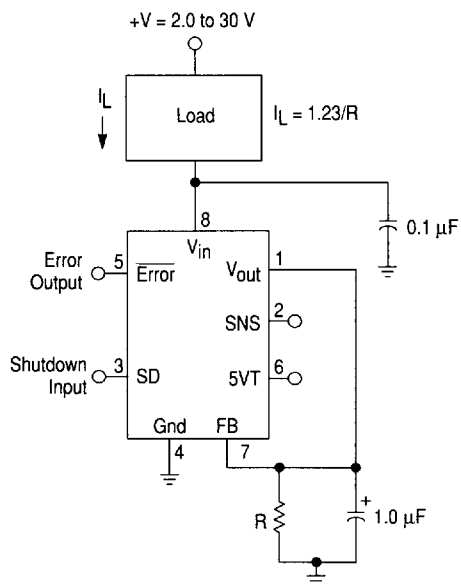 +V = 2.0 to 30 V
I_L
Load
I_L = 1.23/R
8
0.1 µF
V_in
Error
Output
5
Error
V_out
1
SNS
2
Shutdown
Input
3
SD
5VT
6
Gnd
FB
4
7
R
+
1.0 µF